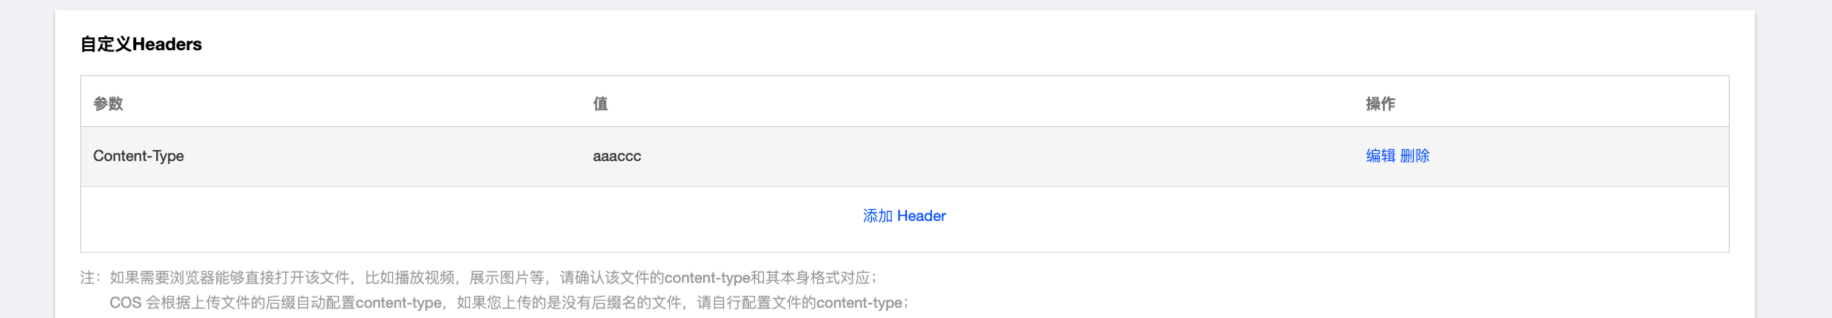 自定义Headers
参数 值 操作
Content-Type aaaccc 编辑 删除
添加 Header
注：如果需要浏览器能够直接打开该文件，比如播放视频，展示图片等，请确认该文件的content-type和其本身格式对应；
COS 会根据上传文件的后缀自动配置content-type，如果您上传的是没有后缀名的文件，请自行配置文件的content-type；